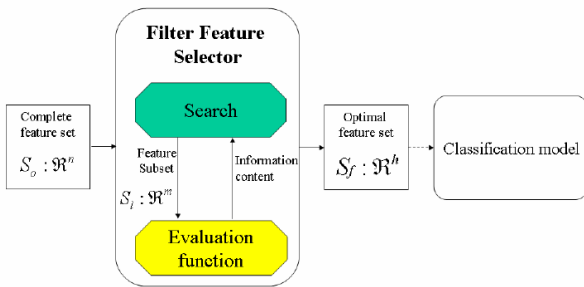 Filter Feature
Selector
Search
Complete
feature set
S_o : ℜ^n
Feature
Subset
S_i : ℜ^m
Information
content
Evaluation
function
Optimal
feature set
S_f : ℜ^h
Classification model